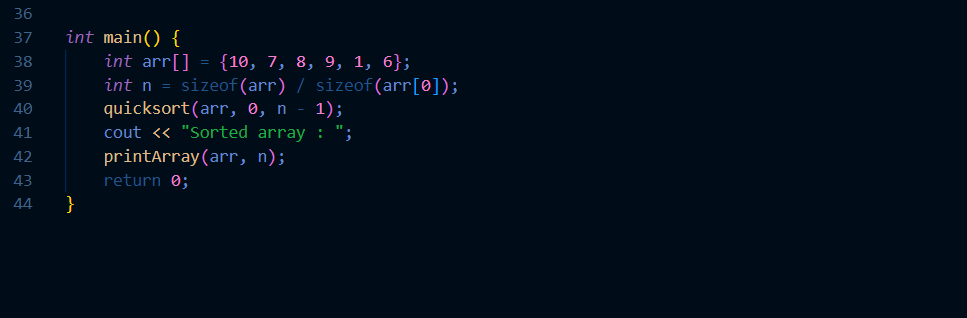 36
37 int main() {
38     int arr[] = {10, 7, 8, 9, 1, 6};
39     int n = sizeof(arr) / sizeof(arr[0]);
40     quicksort(arr, 0, n - 1);
41     cout << "Sorted array : ";
42     printArray(arr, n);
43     return 0;
44 }